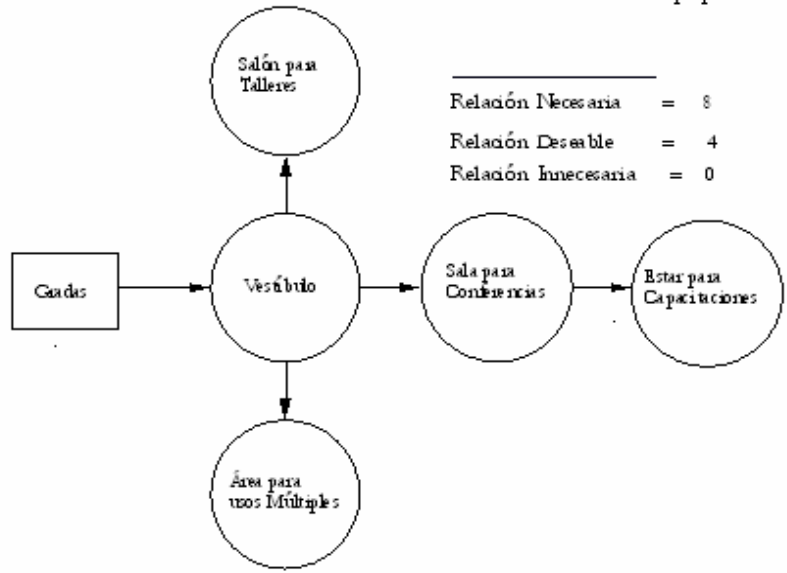 Salón para
Talleres
Relación Necesaria = 8
Relación Deseable = 4
Relación Innecesaria = 0
Gradas
Vestíbulo
Sala para
Conferencias
Estar para
Capacitaciones
Área para
usos Múltiples